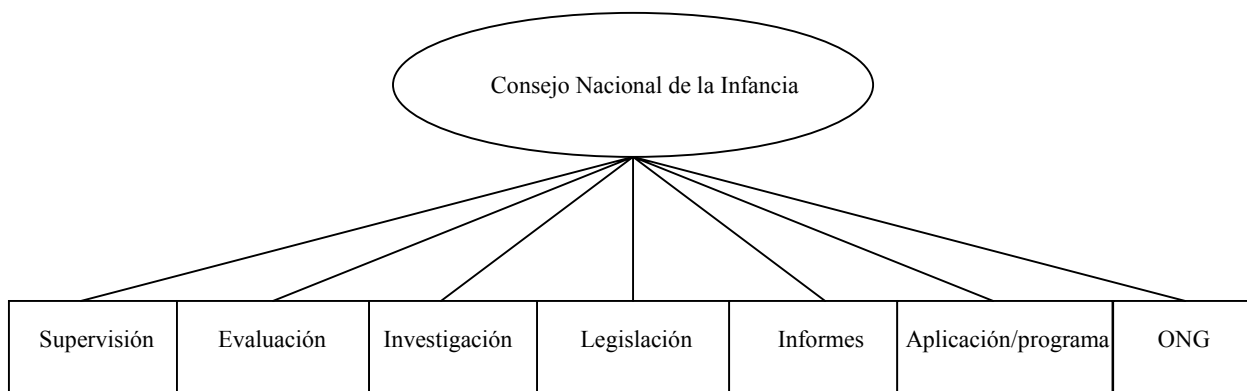 Consejo Nacional de la Infancia
Supervisión
Evaluación
Investigación
Legislación
Informes
Aplicación/programa
ONG